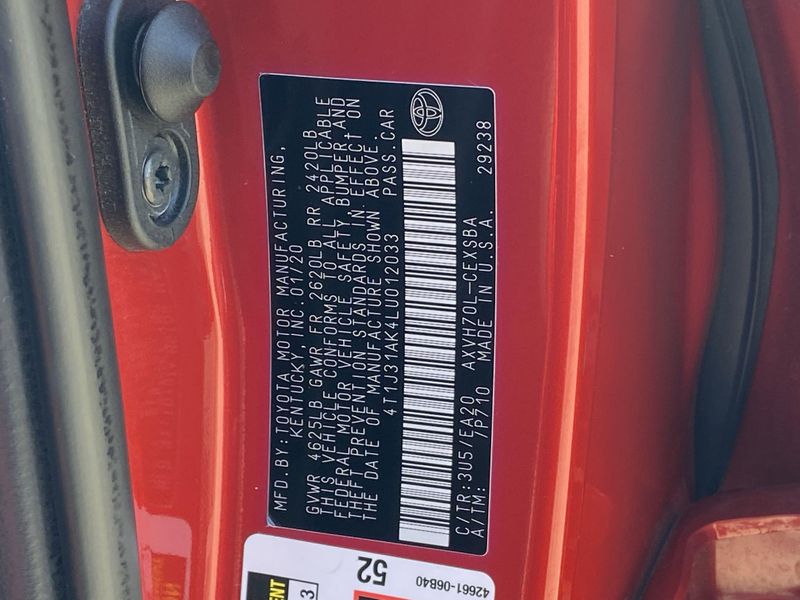 MFD. BY: TOYOTA MOTOR MANUFACTURING,
KENTUCKY, INC. 01/20
GVWR 4625LB GAWR FR 2620LB RR 2420LB
THIS VEHICLE CONFORMS TO ALL APPLICABLE
FEDERAL MOTOR VEHICLE SAFETY, BUMPER, AND
THEFT PREVENTION STANDARDS IN EFFECT ON
THE DATE OF MANUFACTURE SHOWN ABOVE.
4T1J31AK4LU012033 PASS.CAR
C/TR:3U5/EA20 AXVH70L-CEXSBA
A/TM: /P710 MADE IN U.S.A. 29238
52
42661-06B40